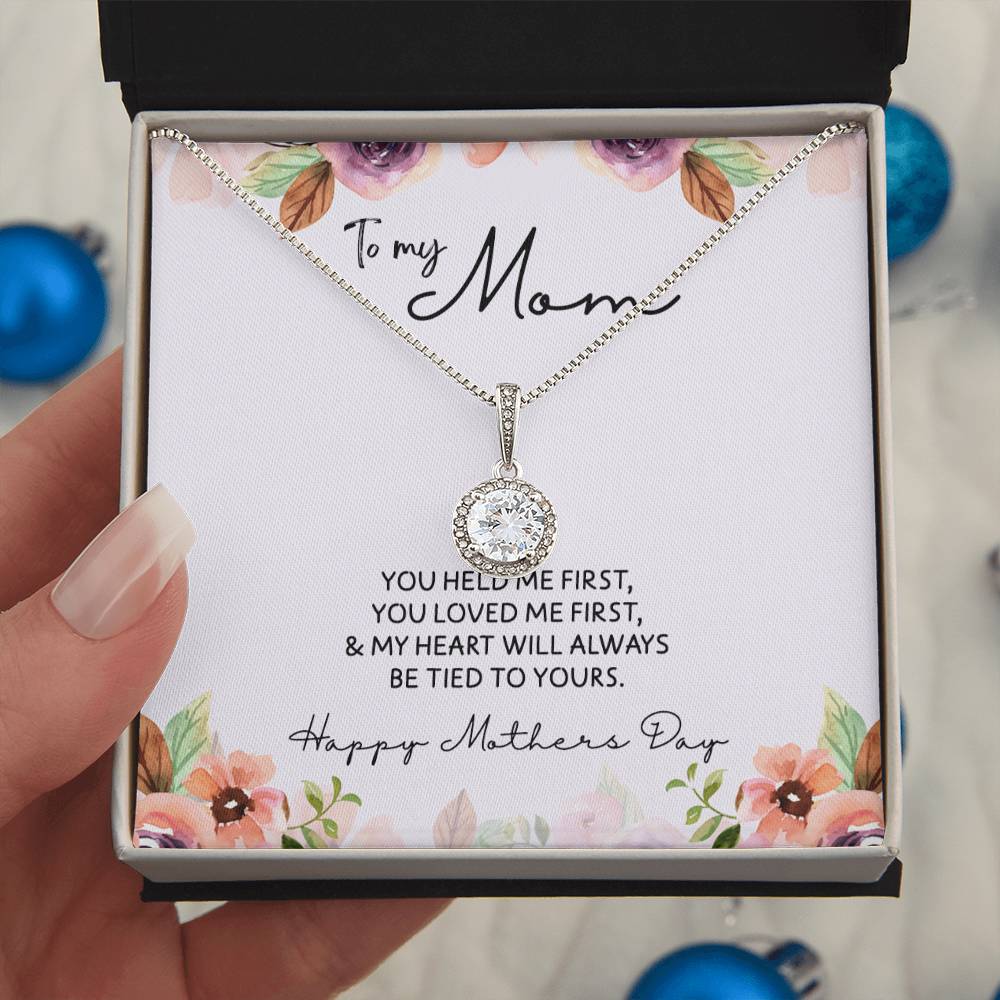 To my Mom
YOU HELD ME FIRST,
YOU LOVED ME FIRST,
& MY HEART WILL ALWAYS
BE TIED TO YOURS.
Happy Mothers Day